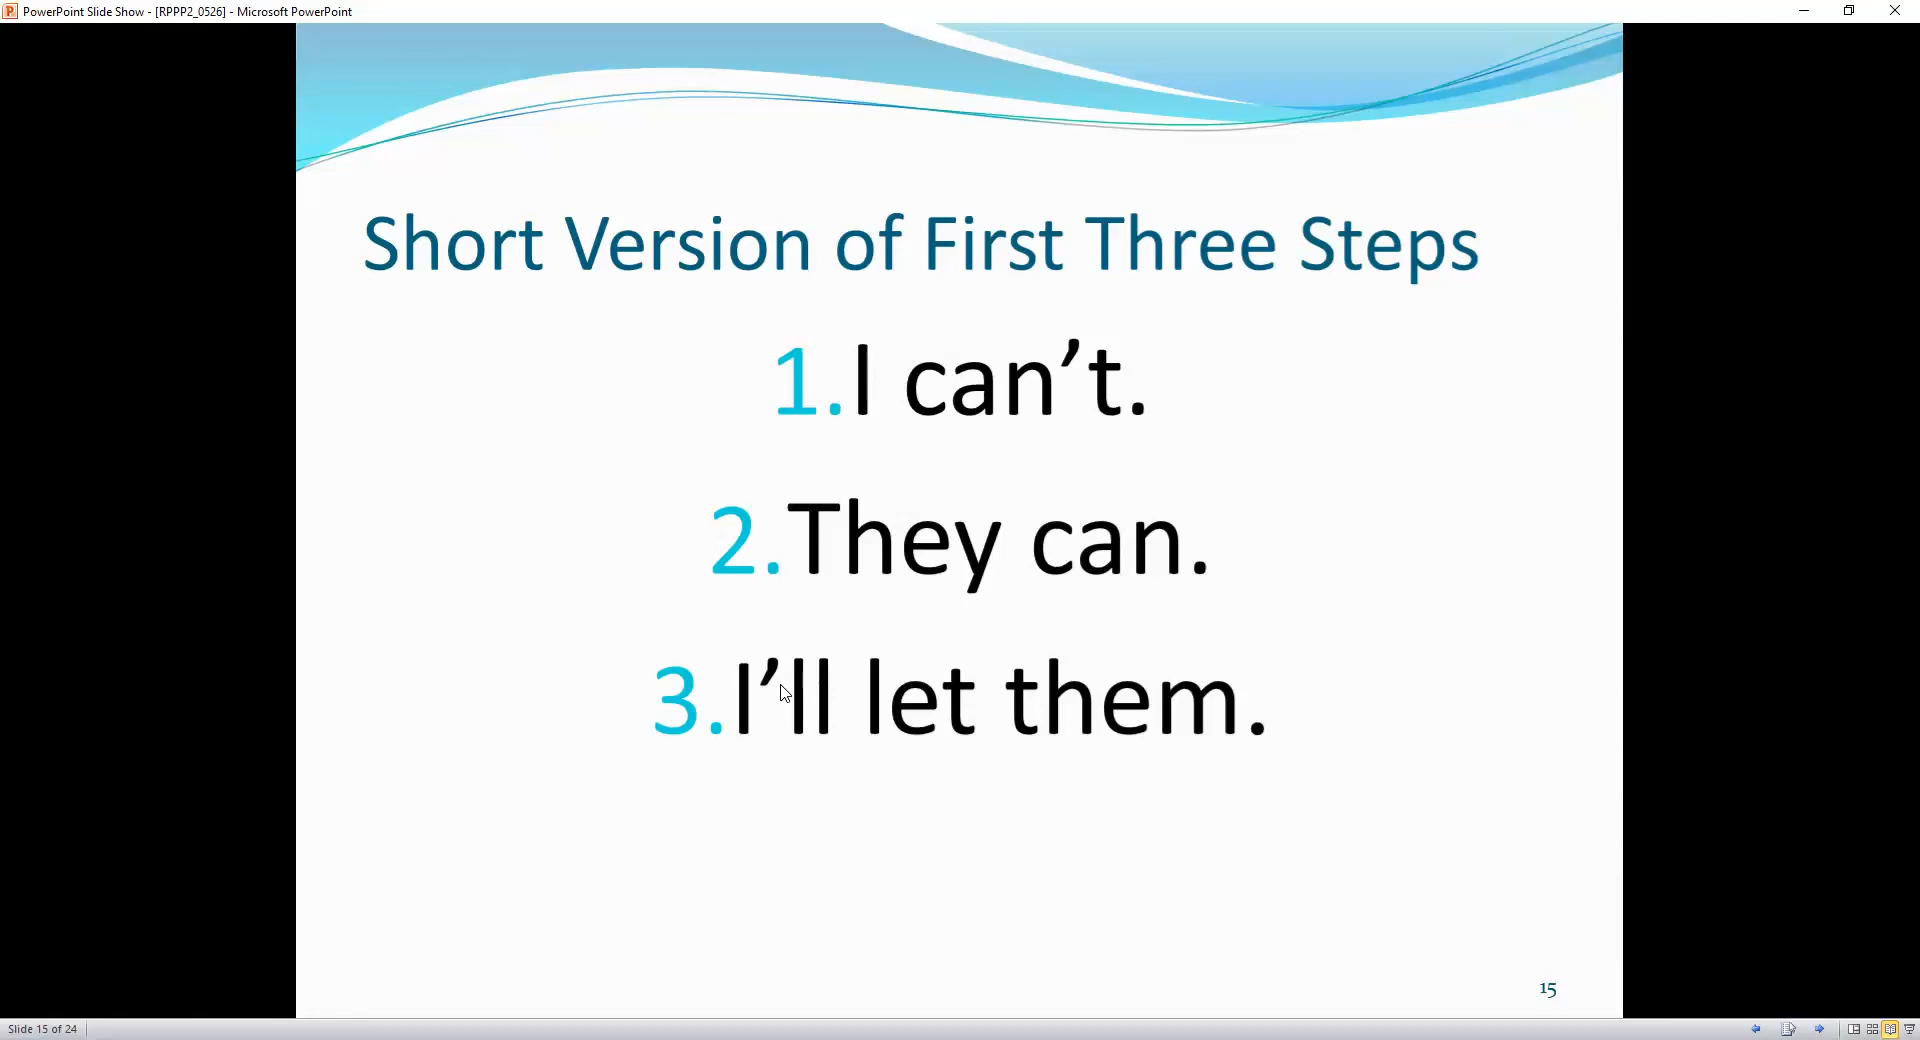 PowerPoint Slide Show - [RPPP2_0526] - Microsoft PowerPoint
Short Version of First Three Steps
1.I can’t.
2.They can.
3.I’ll let them.
15
Slide 15 of 24